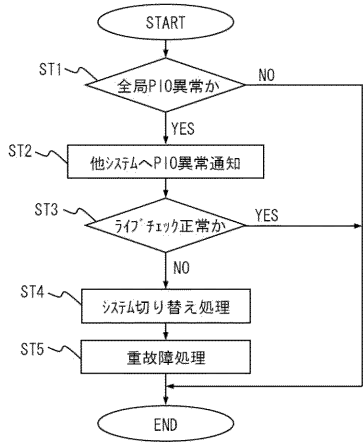 START
ST1
全局PIO異常か
NO
YES
ST2
他システムへPIO異常通知
ST3
ライブチェック正常か
YES
NO
ST4
システム切り替え処理
ST5
重故障処理
END